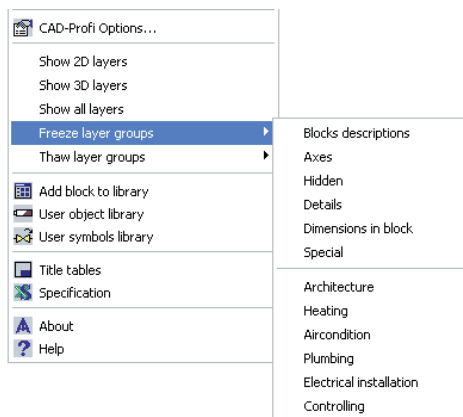 CAD-Profi Options...
Show 2D layers
Show 3D layers
Show all layers
Freeze layer groups
Thaw layer groups
Add block to library
User object library
User symbols library
Title tables
Specification
About
Help
Blocks descriptions
Axes
Hidden
Details
Dimensions in block
Special
Architecture
Heating
Aircondition
Plumbing
Electrical installation
Controlling